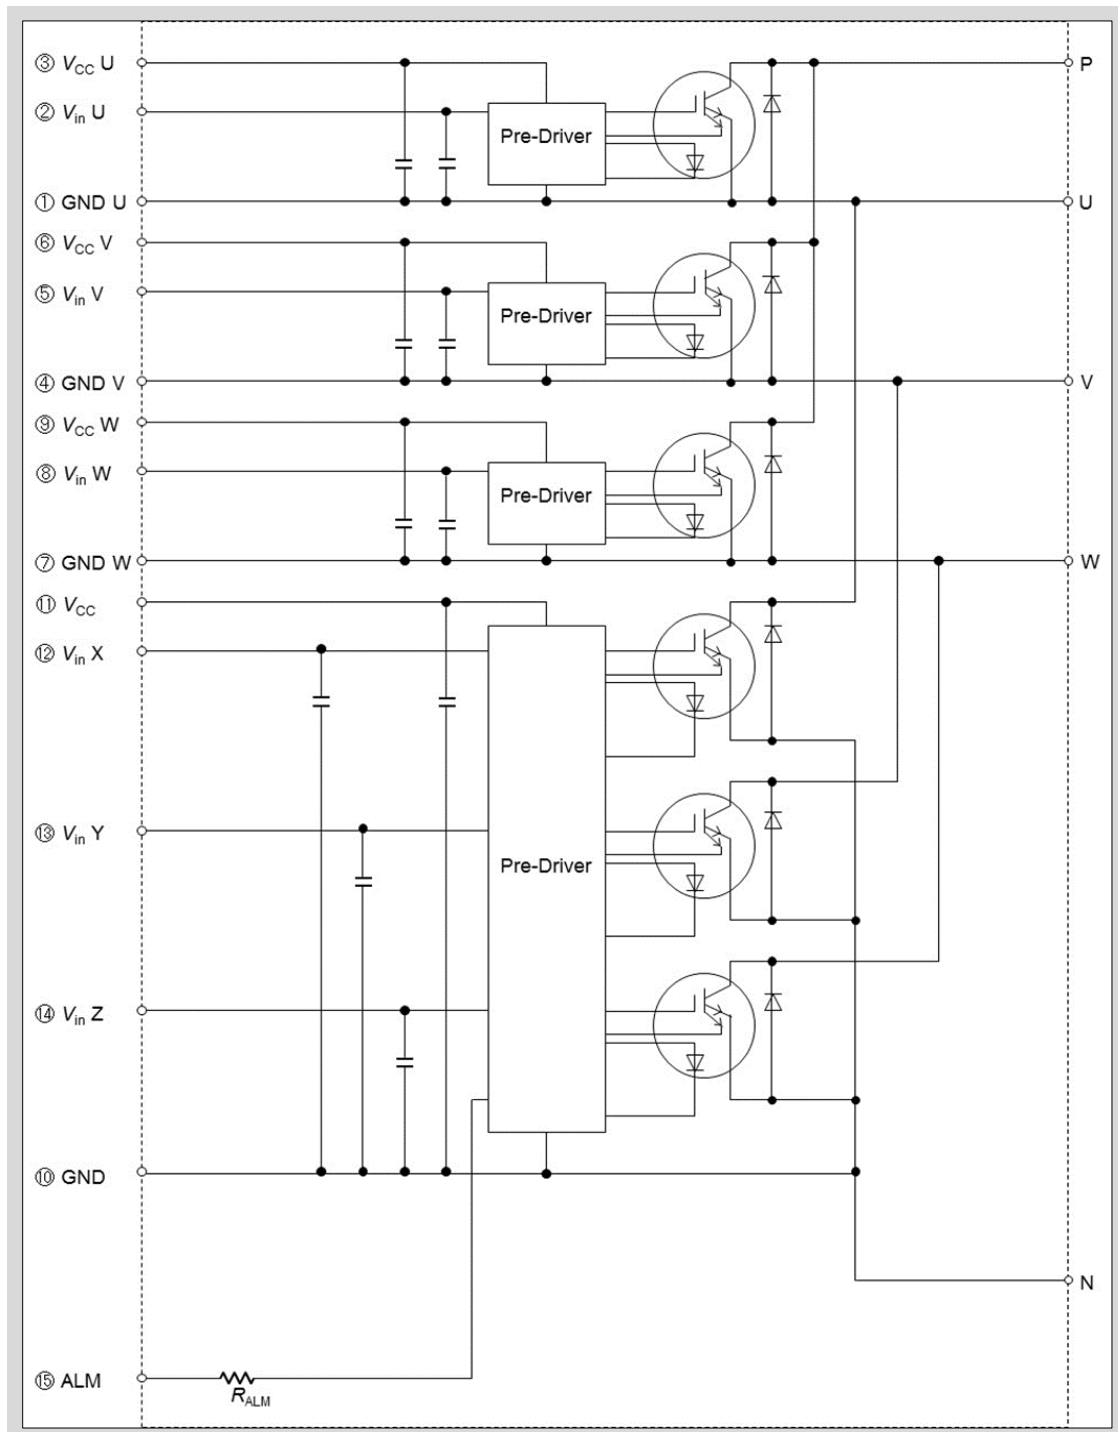 ③ VCC U
P
② Vin U
Pre-Driver
① GND U
U
⑥ VCC V
⑤ Vin V
Pre-Driver
④ GND V
V
⑨ VCC W
⑧ Vin W
Pre-Driver
⑦ GND W
W
⑪ VCC
⑫ Vin X
⑬ Vin Y
Pre-Driver
⑭ Vin Z
⑩ GND
N
⑮ ALM
RALM